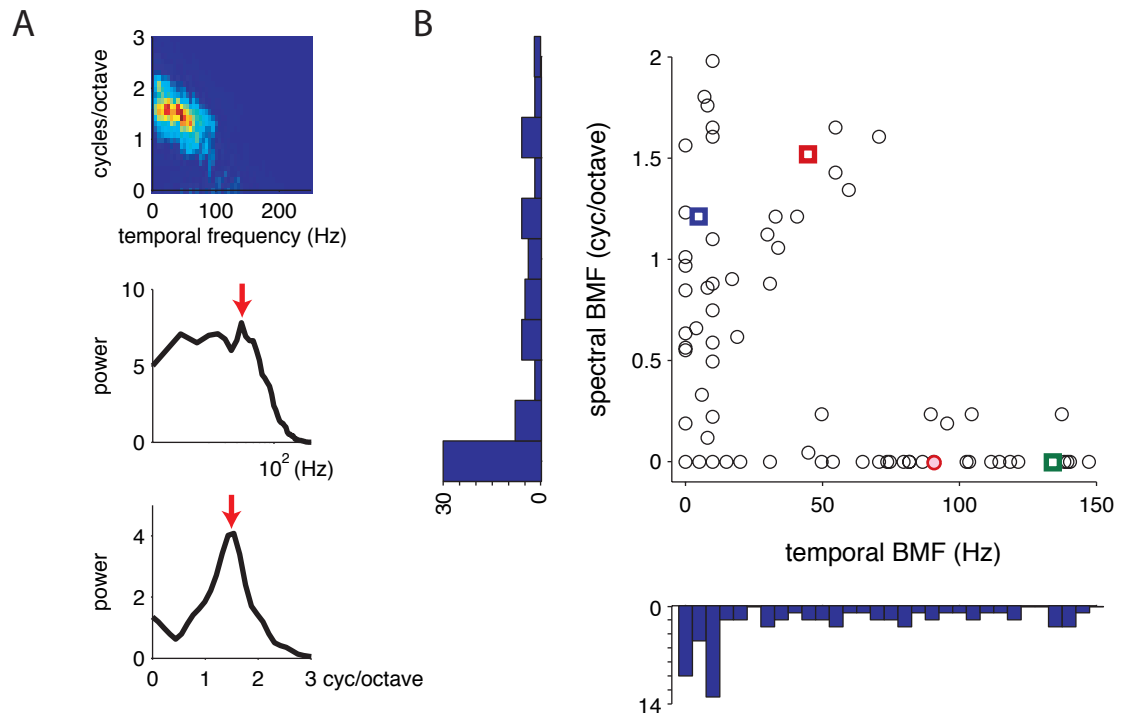 A
3
2
1
0
cycles/octave
0
100
200
temporal frequency (Hz)
10
5
0
power
10² (Hz)
4
2
0
power
0
1
2
3 cyc/octave
B
30
0
2
1.5
1
0.5
0
spectral BMF (cyc/octave)
0
50
100
150
temporal BMF (Hz)
0
14